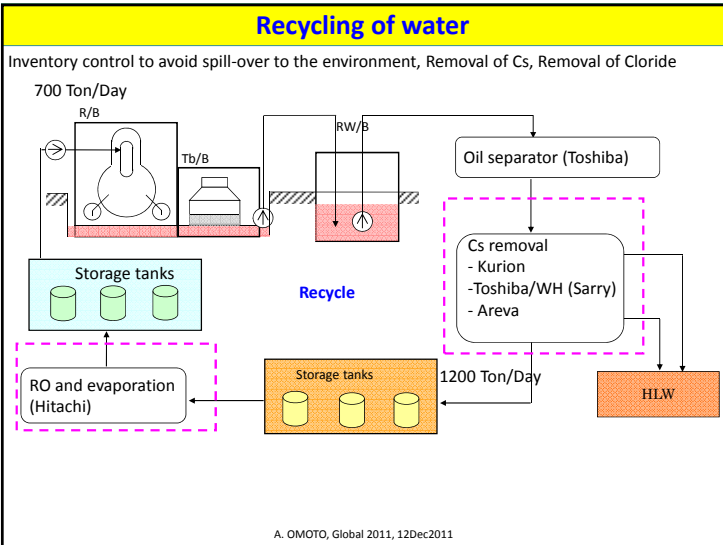 Recycling of water
Inventory control to avoid spill-over to the environment, Removal of Cs, Removal of Cloride
700 Ton/Day
R/B
Tb/B
RW/B
Oil separator (Toshiba)
Cs removal
- Kurion
-Toshiba/WH (Sarry)
- Areva
Storage tanks
Recycle
RO and evaporation
(Hitachi)
Storage tanks
1200 Ton/Day
HLW
A. OMOTO, Global 2011, 12Dec2011